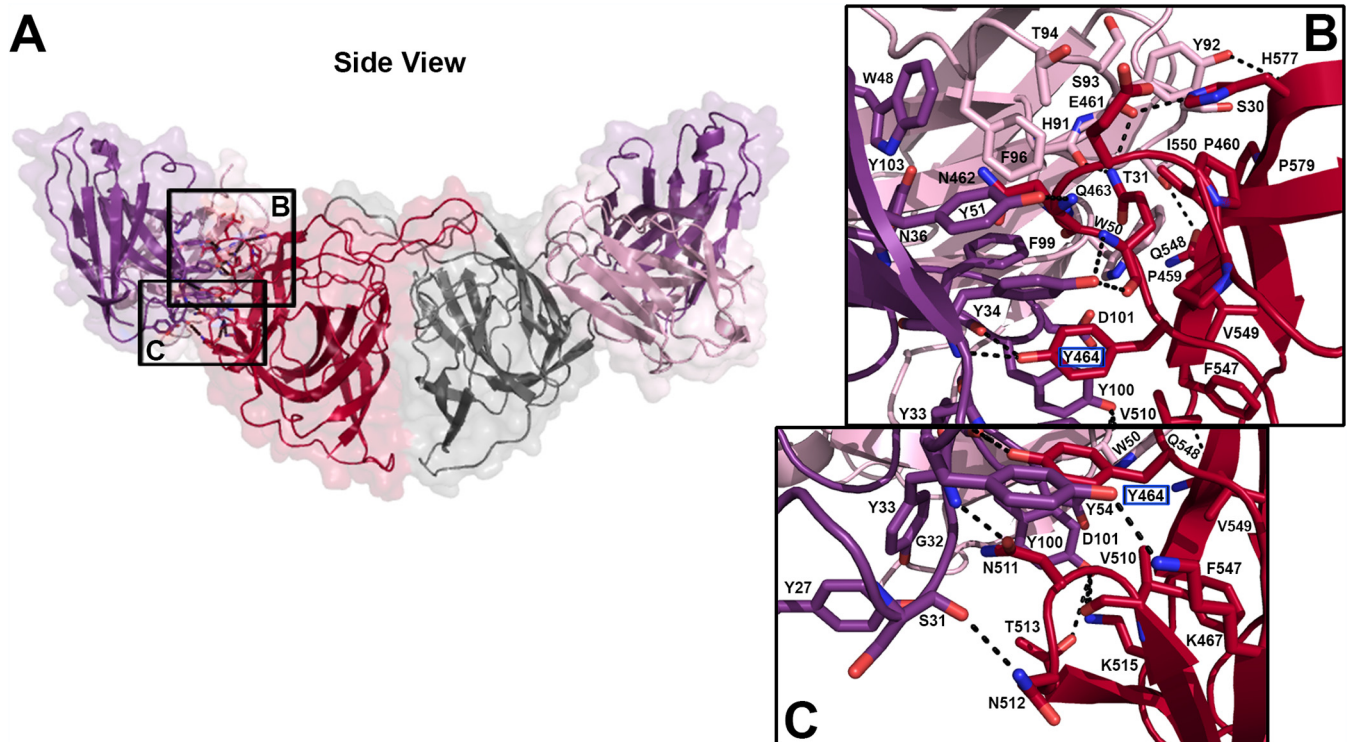 A
Side View
B
C
B
T94
Y92
H577
W48
S93
E461
S30
H91
I550
P460
F96
P579
Y103
N462
T31
Q463
Y51
W50
N36
F99
Q548
P459
Y34
D101
V549
Y464
F547
Y100
Y33
V510
W50
Q548
Y54
Y464
Y33
V549
G32
Y100
D101
V510
N511
F547
Y27
S31
T513
K467
K515
N512
C